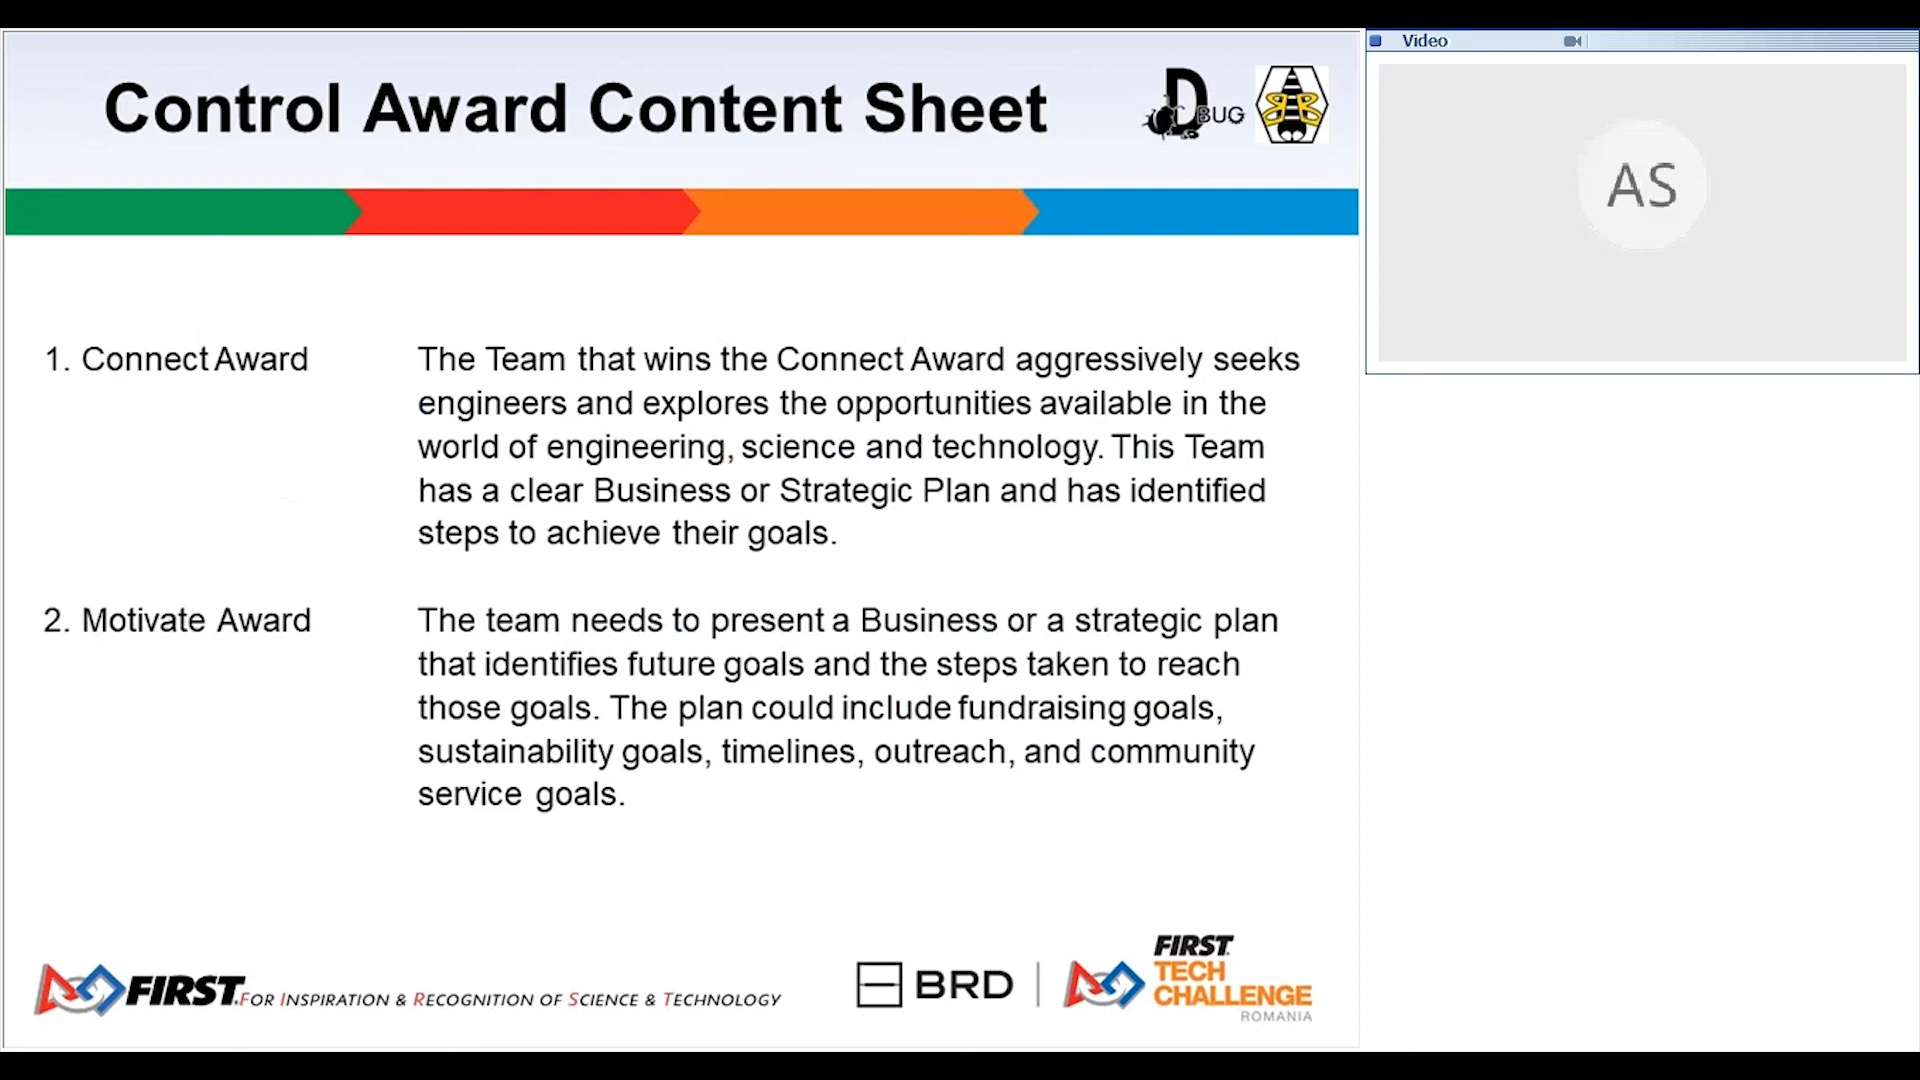 Control Award Content Sheet
D BUG
Video
AS
1. Connect Award
The Team that wins the Connect Award aggressively seeks
engineers and explores the opportunities available in the
world of engineering, science and technology. This Team
has a clear Business or Strategic Plan and has identified
steps to achieve their goals.
2. Motivate Award
The team needs to present a Business or a strategic plan
that identifies future goals and the steps taken to reach
those goals. The plan could include fundraising goals,
sustainability goals, timelines, outreach, and community
service goals.
FIRST. FOR INSPIRATION & RECOGNITION OF SCIENCE & TECHNOLOGY
BRD
FIRST.
TECH
CHALLENGE
ROMANIA